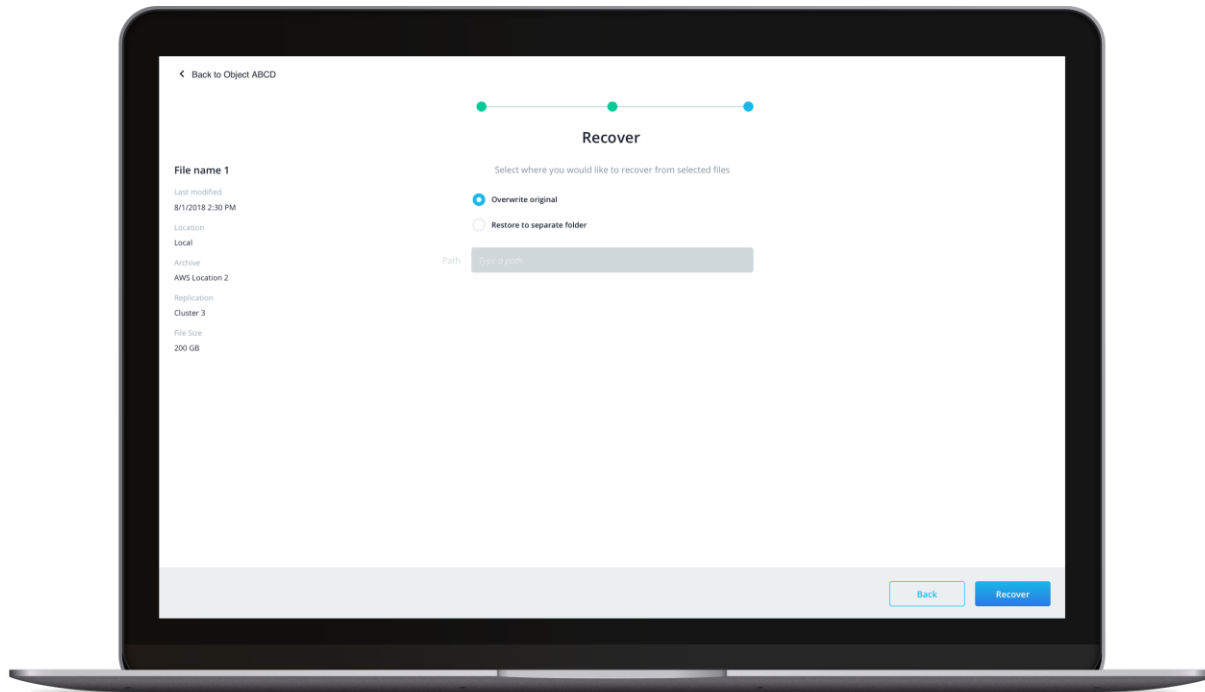 Back to Object ABCD
Recover
File name 1
Last modified
8/1/2018 2:30 PM
Location
Local
Archive
AWS Location 2
Replication
Cluster 3
File Size
200 GB
Select where you would like to recover from selected files
Overwrite original
Restore to separate folder
Path
Type a path
Back
Recover